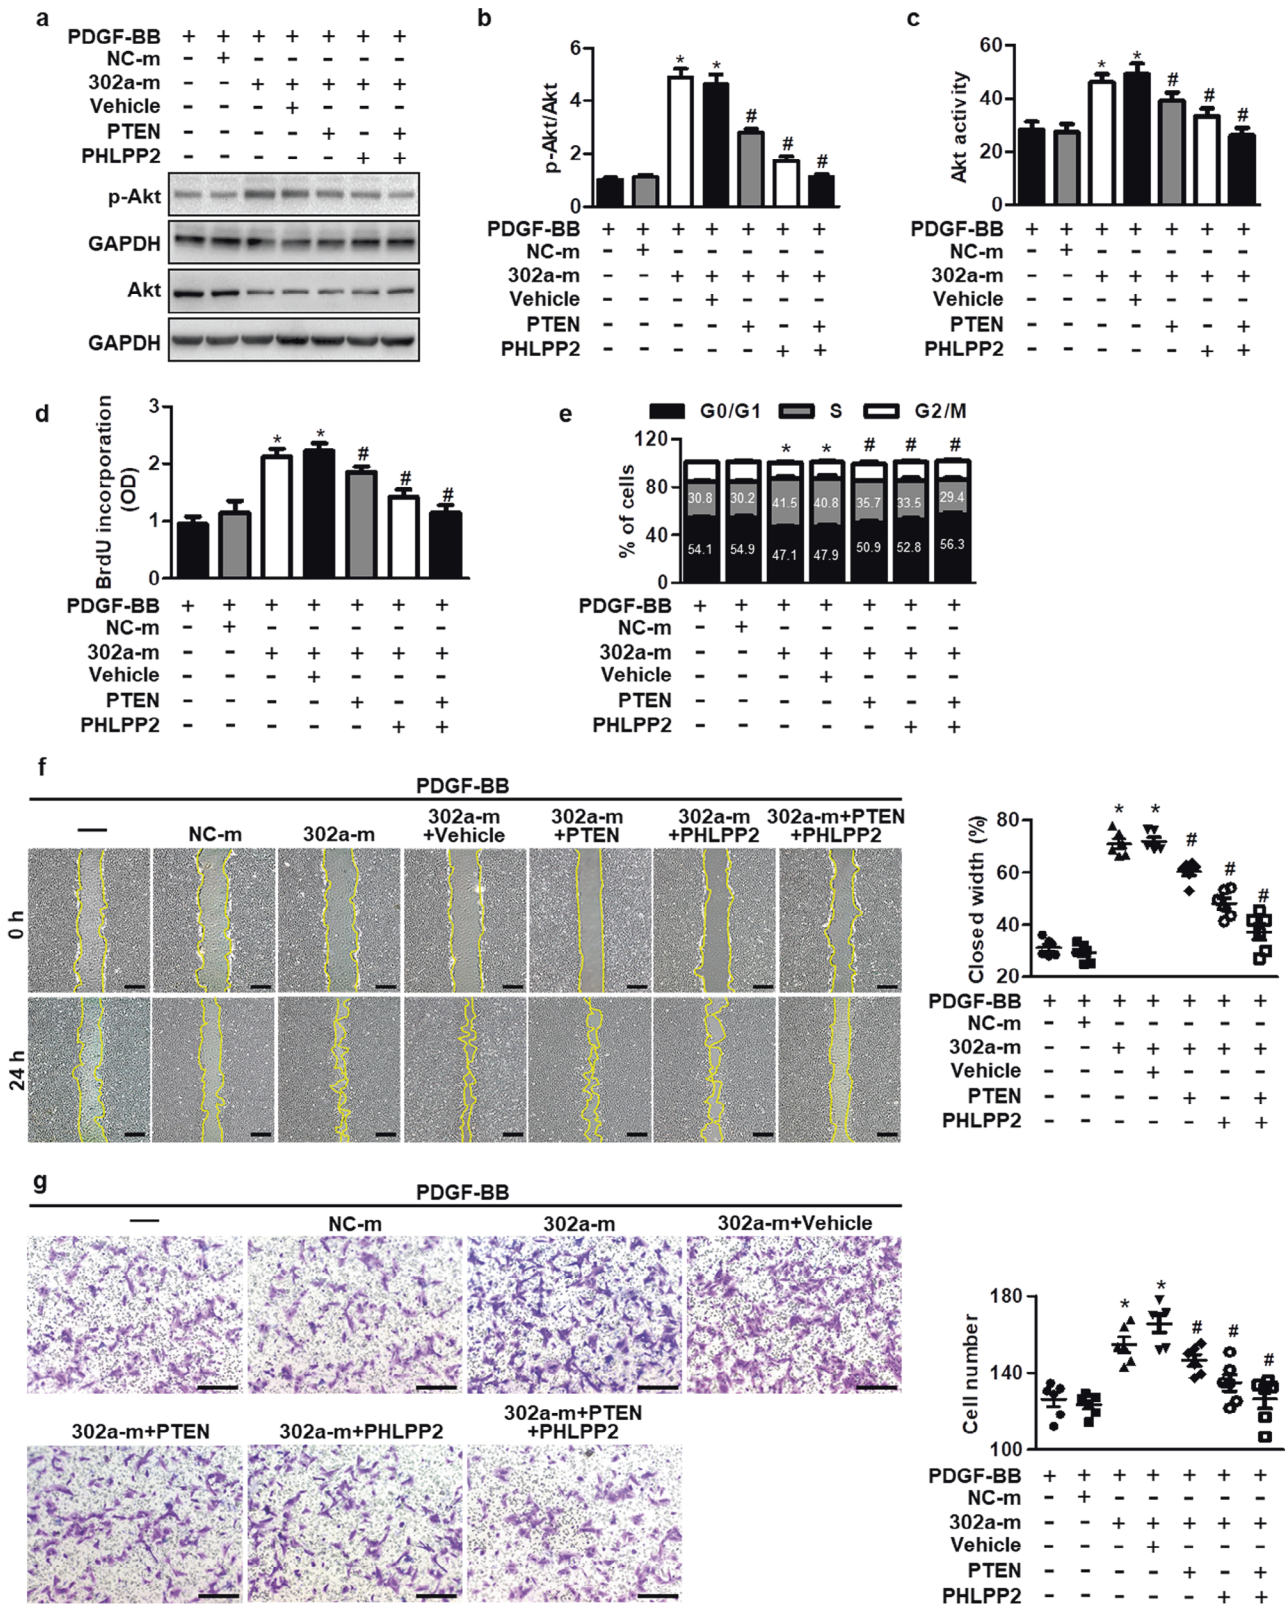 a
PDGF-BB + + + + + + +
NC-m - + - - - - -
302a-m - - + + + + +
Vehicle - - - + - - -
PTEN - - - - + - +
PHLPP2 - - - - - + +
p-Akt
GAPDH
Akt
GAPDH
b
p-Akt/Akt
6
4
2
0
* * # # #
PDGF-BB + + + + + + +
NC-m - + - - - - -
302a-m - - + + + + +
Vehicle - - - + - - -
PTEN - - - - + - +
PHLPP2 - - - - - + +
c
Akt activity
60
40
20
0
* * # # #
PDGF-BB + + + + + + +
NC-m - + - - - - -
302a-m - - + + + + +
Vehicle - - - + - - -
PTEN - - - - + - +
PHLPP2 - - - - - + +
d
BrdU incorporation
(OD)
3
2
1
0
* * # # #
PDGF-BB + + + + + + +
NC-m - + - - - - -
302a-m - - + + + + +
Vehicle - - - + - - -
PTEN - - - - + - +
PHLPP2 - - - - - + +
e
G0/G1 S G2/M
% of cells
120
80
40
0
* * # # #
30.8 30.2 41.5 40.8 35.7 33.5 29.4
54.1 54.9 47.1 47.9 50.9 52.8 56.3
PDGF-BB + + + + + + +
NC-m - + - - - - -
302a-m - - + + + + +
Vehicle - - - + - - -
PTEN - - - - + - +
PHLPP2 - - - - - + +
f
PDGF-BB
— NC-m 302a-m 302a-m 302a-m 302a-m 302a-m+PTEN
+Vehicle +PTEN +PHLPP2 +PHLPP2
0 h
24 h
Closed width (%)
80
60
40
20
* * # # #
PDGF-BB + + + + + + +
NC-m - + - - - - -
302a-m - - + + + + +
Vehicle - - - + - - -
PTEN - - - - + - +
PHLPP2 - - - - - + +
g
PDGF-BB
— NC-m 302a-m 302a-m+Vehicle
302a-m+PTEN 302a-m+PHLPP2 302a-m+PTEN
+PHLPP2
Cell number
180
140
100
* * # # #
PDGF-BB + + + + + + +
NC-m - + - - - - -
302a-m - - + + + + +
Vehicle - - - + - - -
PTEN - - - - + - +
PHLPP2 - - - - - + +